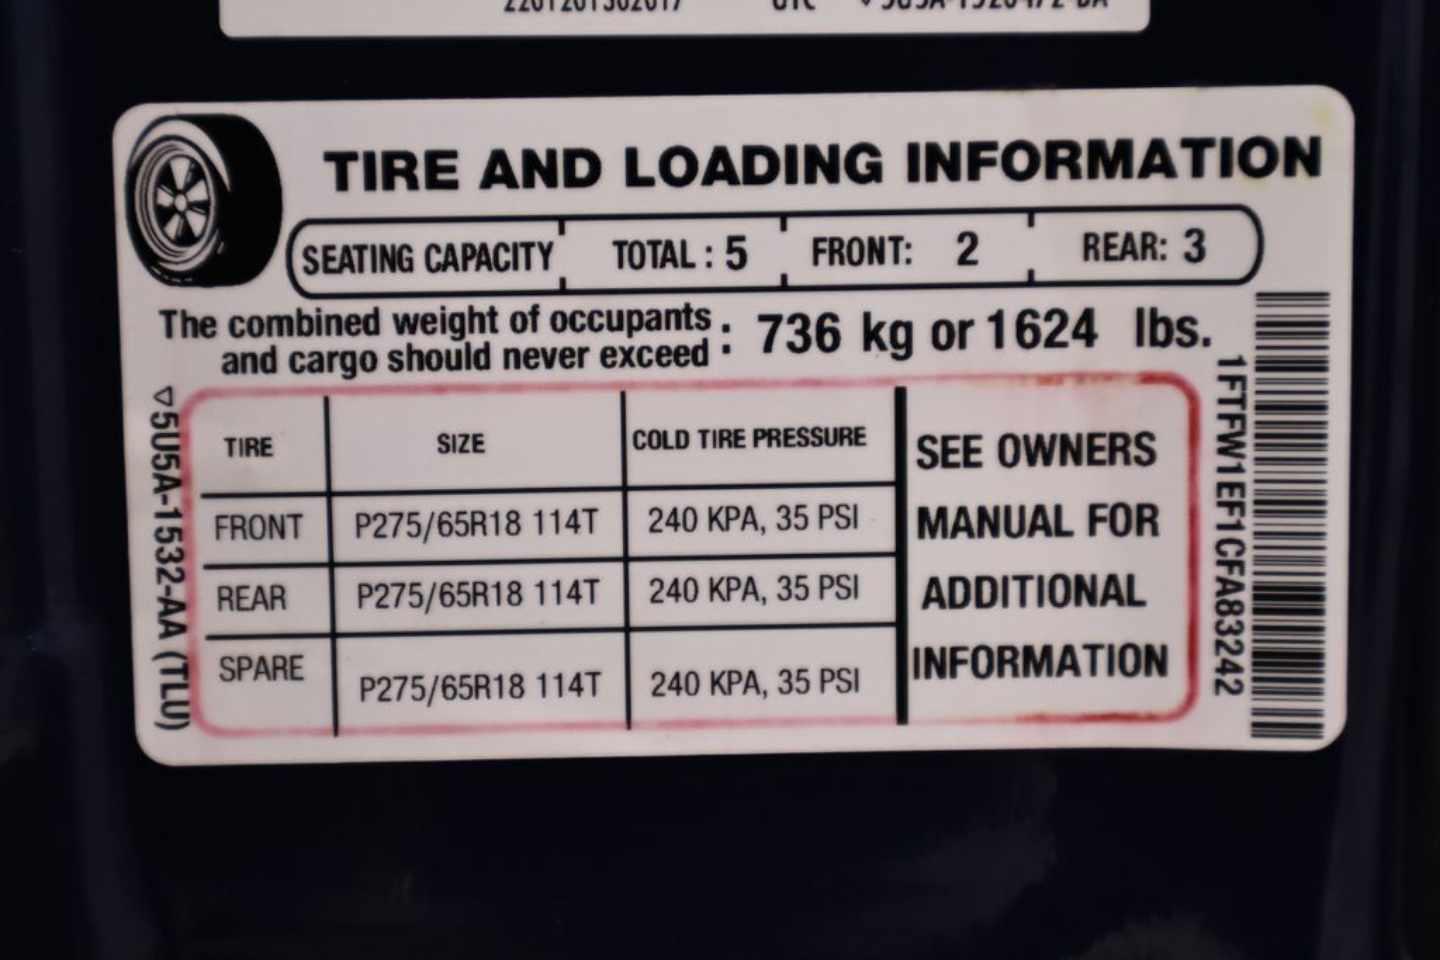 2201201302017 UTC
TIRE AND LOADING INFORMATION
SEATING CAPACITY TOTAL : 5 FRONT: 2 REAR: 3
The combined weight of occupants
and cargo should never exceed : 736 kg or 1624 lbs.
TIRE SIZE COLD TIRE PRESSURE
FRONT P275/65R18 114T 240 KPA, 35 PSI
REAR P275/65R18 114T 240 KPA, 35 PSI
SPARE P275/65R18 114T 240 KPA, 35 PSI
SEE OWNERS
MANUAL FOR
ADDITIONAL
INFORMATION
5U5A-1532-AA (TLU)
1FTFW1EF1CFA83242